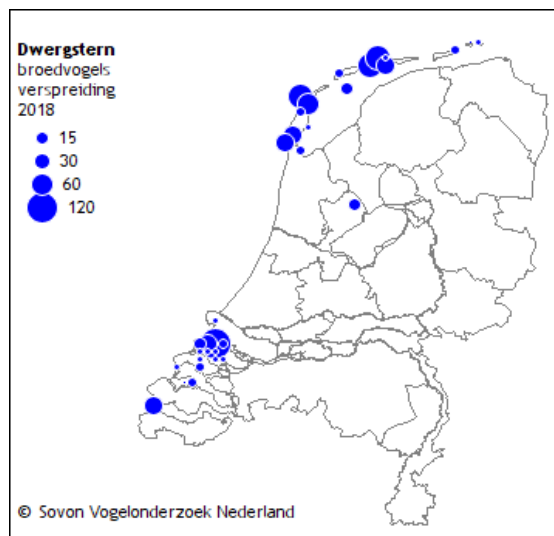 Dwergstern
broedvogels
verspreiding
2018
15
30
60
120
© Sovon Vogelonderzoek Nederland